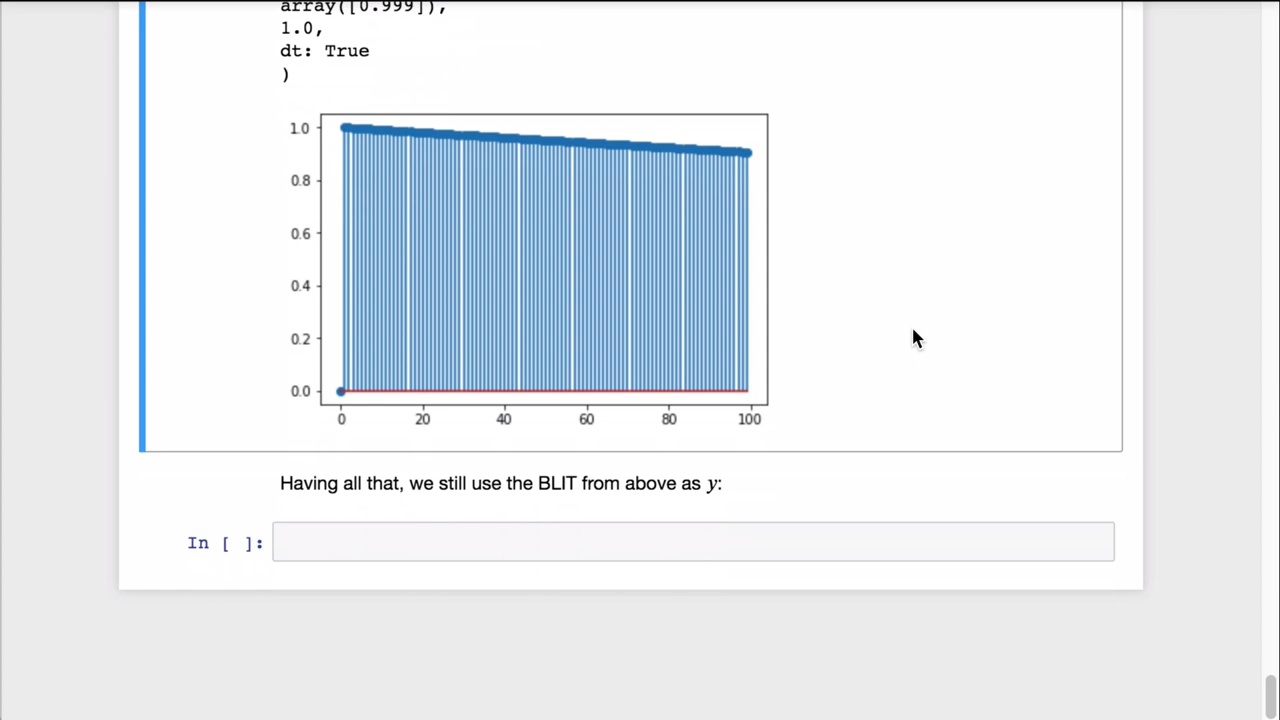 array([0.999]),
1.0,
dt: True
)
1.0
0.8
0.6
0.4
0.2
0.0
0 20 40 60 80 100
Having all that, we still use the BLIT from above as y:
In [ ]: